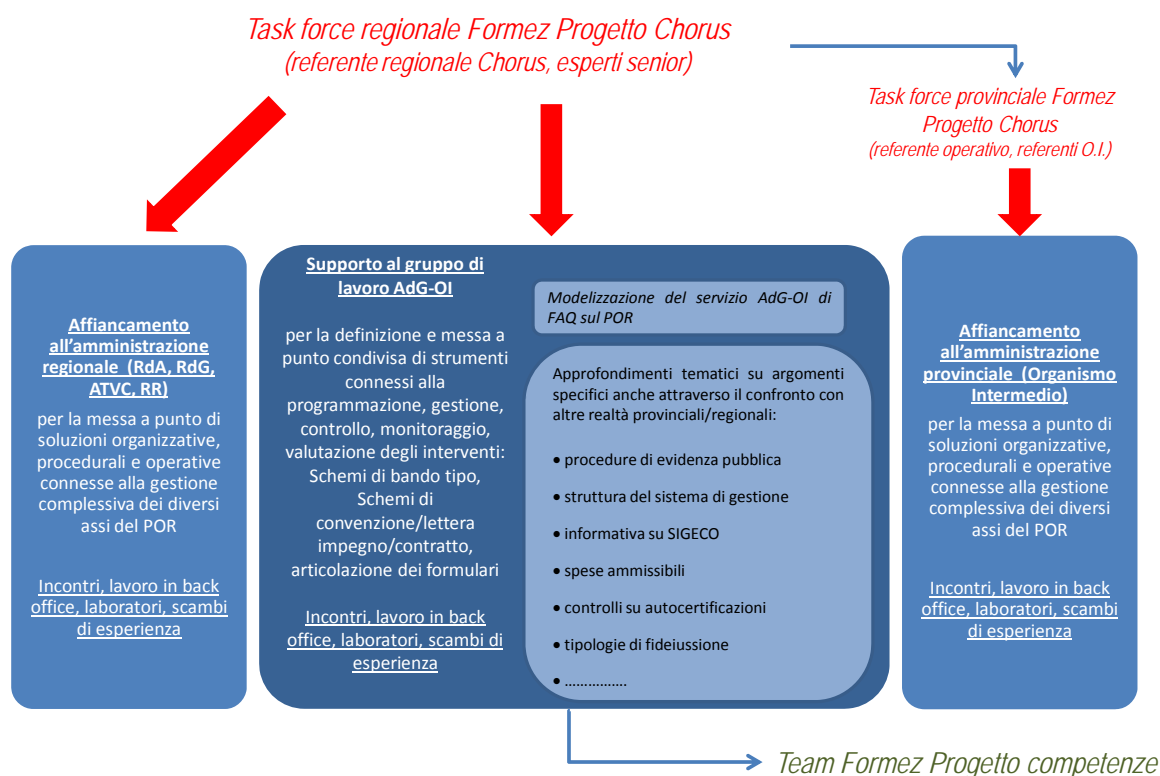 Task force regionale Formez Progetto Chorus
(referente regionale Chorus, esperti senior)
Task force provinciale Formez
Progetto Chorus
(referente operativo, referenti O.I.)
Affiancamento
all’amministrazione
regionale (RdA, RdG,
ATVC, RR)
per la messa a punto di
soluzioni organizzative,
procedurali e operative
connesse alla gestione
complessiva dei diversi
assi del POR
Incontri, lavoro in back
office, laboratori, scambi
di esperienza
Supporto al gruppo di
lavoro AdG-OI
per la definizione e messa a
punto condivisa di strumenti
connessi alla
programmazione, gestione,
controllo, monitoraggio,
valutazione degli interventi:
Schemi di bando tipo,
Schemi di
convenzione/lettera
impegno/contratto,
articolazione dei formulari
Incontri, lavoro in back
office, laboratori, scambi di
esperienza
Modelizzazione del servizio AdG-OI di
FAQ sul POR
Approfondimenti tematici su argomenti
specifici anche attraverso il confronto con
altre realtà provinciali/regionali:
• procedure di evidenza pubblica
• struttura del sistema di gestione
• informativa su SIGECO
• spese ammissibili
• controlli su autocertificazioni
• tipologie di fideiussione
• …………….
Affiancamento
all’amministrazione
provinciale (Organismo
Intermedio)
per la messa a punto di
soluzioni organizzative,
procedurali e operative
connesse alla gestione
complessiva dei diversi
assi del POR
Incontri, lavoro in back
office, laboratori, scambi
di esperienza
Team Formez Progetto competenze